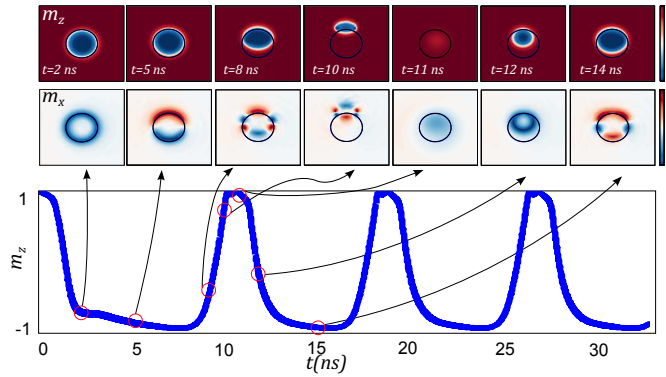 m_z
t=2 ns t=5 ns t=8 ns t=10 ns t=11 ns t=12 ns t=14 ns
m_x
1
m_z
-1
0 5 10 15 20 25 30
t(ns)